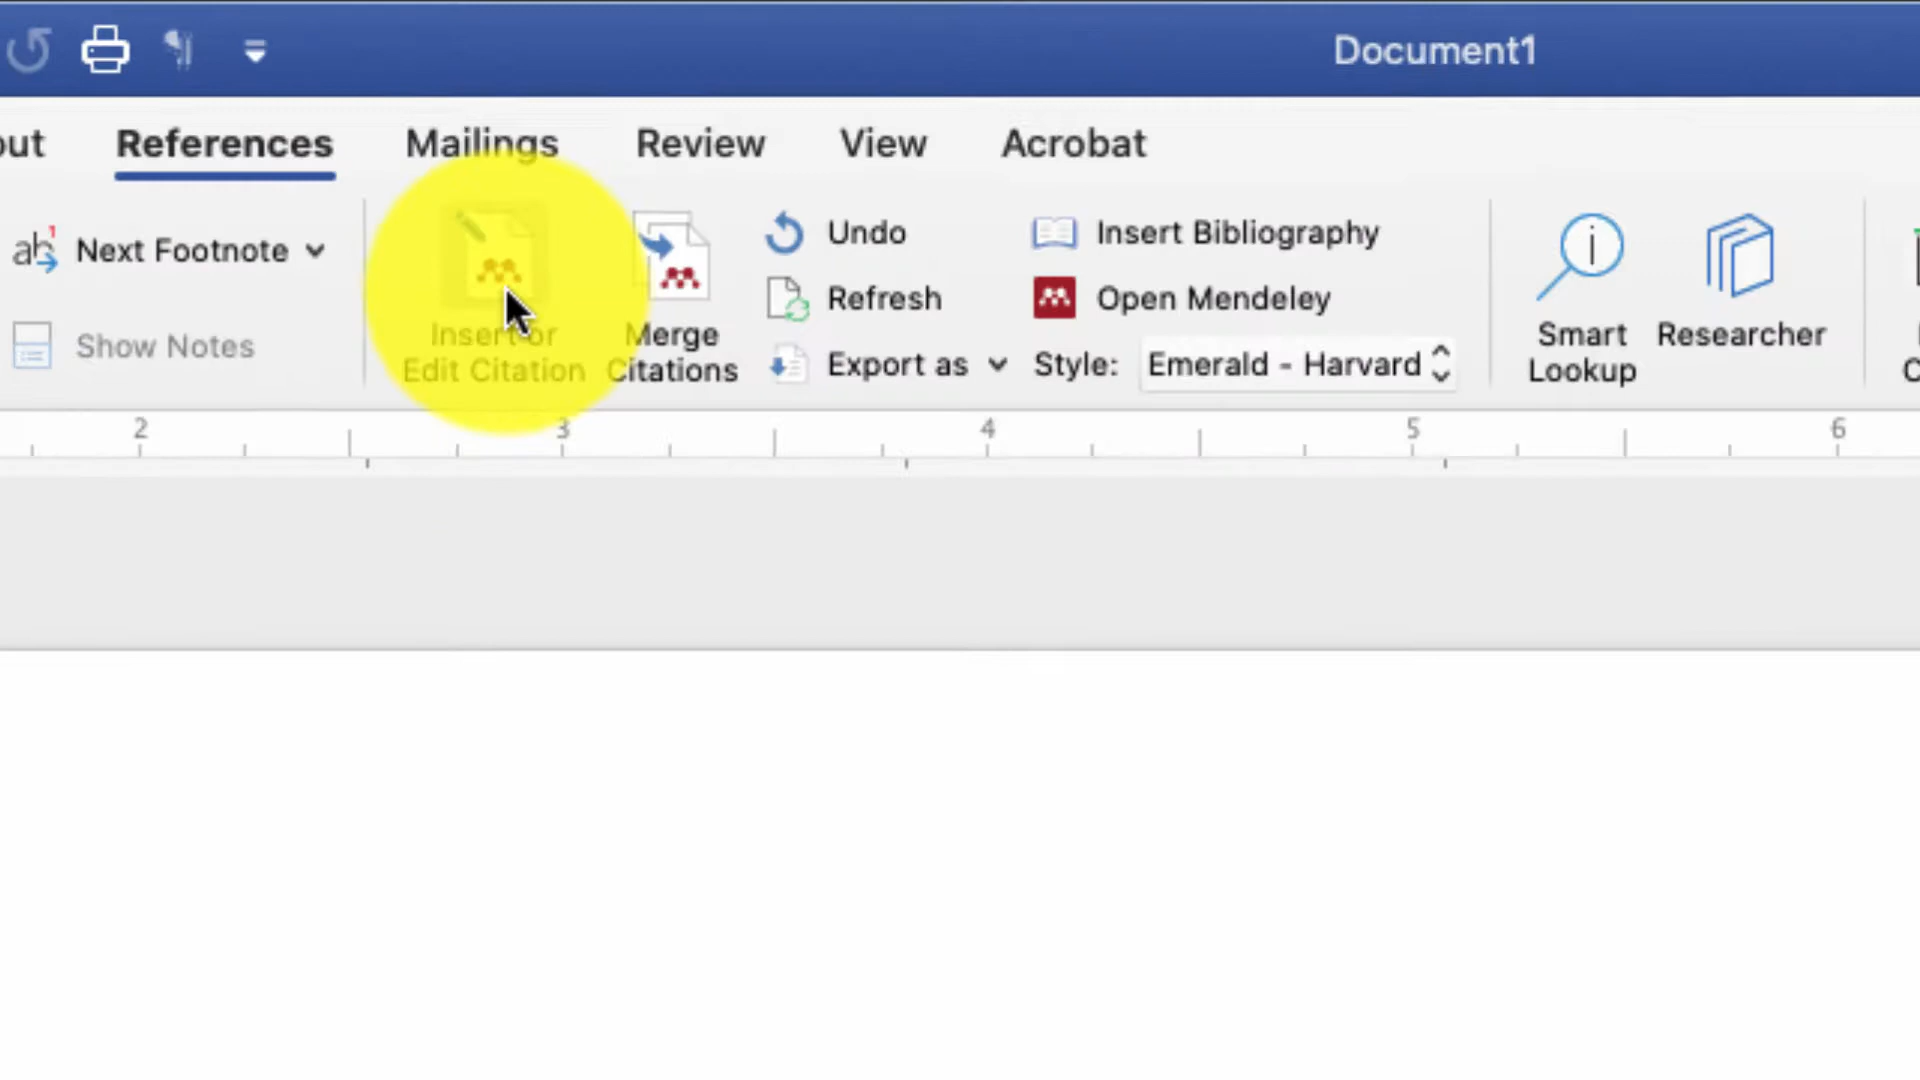 Document1
out References Mailings Review View Acrobat
Next Footnote
Show Notes
Insert or
Edit Citation
Merge
Citations
Undo
Refresh
Export as
Insert Bibliography
Open Mendeley
Style: Emerald - Harvard
Smart
Lookup
Researcher
2 3 4 5 6